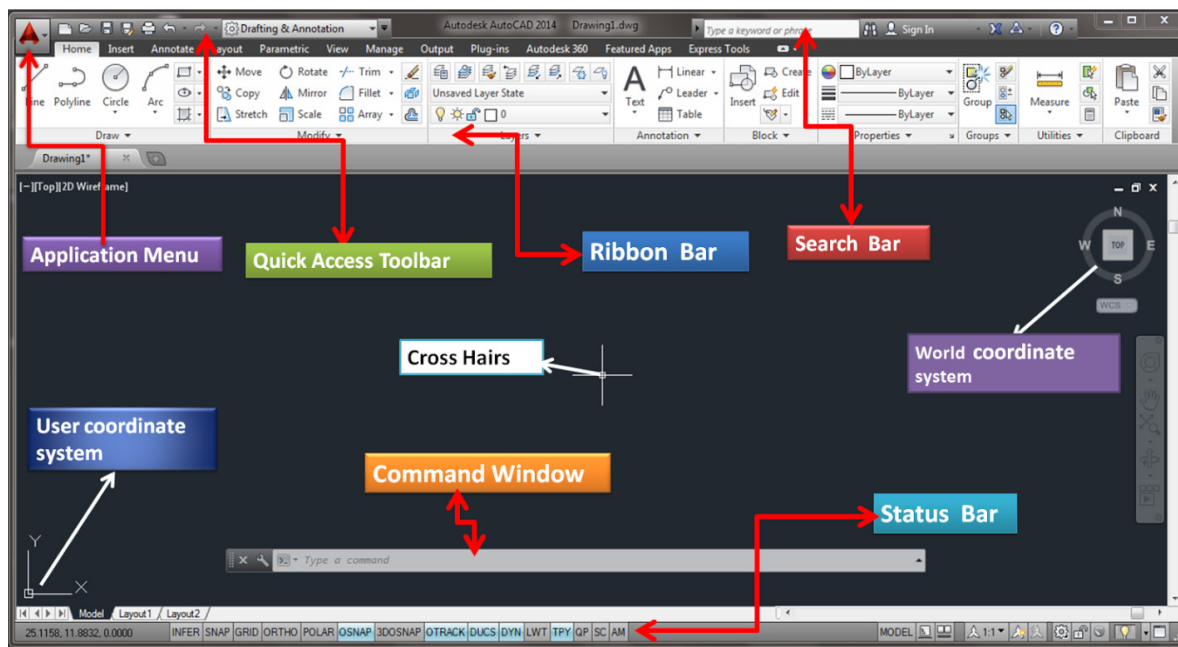 Drafting & Annotation
Autodesk AutoCAD 2014 Drawing1.dwg
Type a keyword or phrase
Sign In
Home Insert Annotate Layout Parametric View Manage Output Plug-ins Autodesk 360 Featured Apps Express Tools
Move Rotate Trim
Linear
Create
ByLayer
Line Polyline Circle Arc
Copy Mirror Fillet
Unsaved Layer State
Text
Leader
Insert
Edit
ByLayer
Group
Measure
Paste
Stretch Scale Array
0
Table
ByLayer
Draw Modify Layers Annotation Block Properties Groups Utilities Clipboard
Drawing1*
[−][Top][2D Wireframe]
N
W TOP E
S
WCS
Application Menu
Quick Access Toolbar
Ribbon Bar
Search Bar
Cross Hairs
World coordinate
system
User coordinate
system
Command Window
Status Bar
Y
X
Type a command
Model Layout1 Layout2
25.1158, 11.8832, 0.0000 INFER SNAP GRID ORTHO POLAR OSNAP 3DOSNAP OTRACK DUCS DYN LWT TPY QP SC AM MODEL 1:1